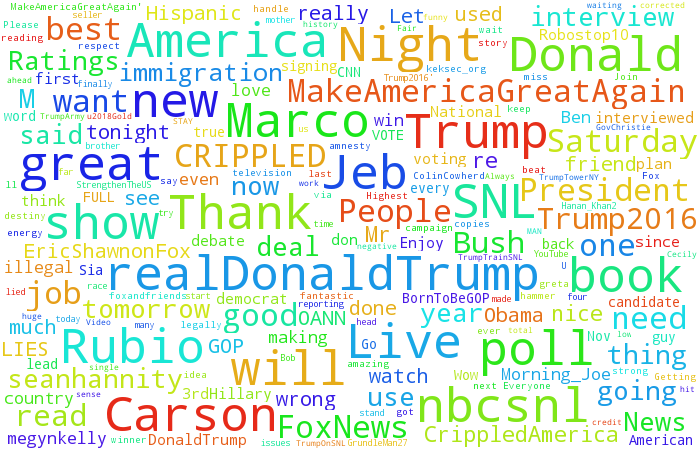 MakeAmericaGreatAgain'
seller
handle
Hispanic
really
Let
used
interview
Please
reading
best
America
Night
Donald
waiting
corrected
mother
history
funny
Fair
wait
story
Robostop10
red
respect
Ratings
immigration
signing
CNN
Trump2016'
keksec_org
miss
Join
ahead
first
finally
love
MakeAmericaGreatAgain
M
want
new
Marco
win
National
Ben
interviewed
word
TrumpArmy
u2018Gold
STAY
VOTE
keep
GovChristie
said
tonight
true
us
Trump
Saturday
brother
great
CRIPPLED
amnesty
voting
re
friend
plan
ll
far
StrengthenTheUS
say
even
now
television
last
Jeb
ColinCowherd
every
Always
beat
TrumpTowerNY
Fox
President
think
FULL
see
work
via
Highest
SNL
copies
Hanan_Khan2
destiny
try
show
Thank
time
People
campaign
MAN
Trump2016
energy
debate
don
Mr
Enjoy
Bush
back
one
since
EricShawnonFox
deal
negative
TrumpTrainSNL
YouTube
Cecily
illegal
Sia
race
realDonaldTrump
U
greta
book
lied
job
foxandfriends
start
democrat
fantastic
reporting
BornToBeGOP
made
hammer
four
candidate
huge
today
Video
tomorrow
many
legally
good
OANN
head
done
year
Obama
nice
need
much
Rubio
GOP
making
Live
ever
total
Nov
low
guy
LIES
lead
single
idea
Bob
amazing
Go
poll
thing
seanhannity
will
watch
Wow
Morning_Joe
strong
Getting
country
sense
3rdHillary
wrong
use
next
Everyone
going
hit
read
Carson
stand
got
nbcsnl
credit
News
megynkelly
winner
DonaldTrump
issues
FoxNews
TrumpOnSNL
GrundleMan27
CrippledAmerica
American